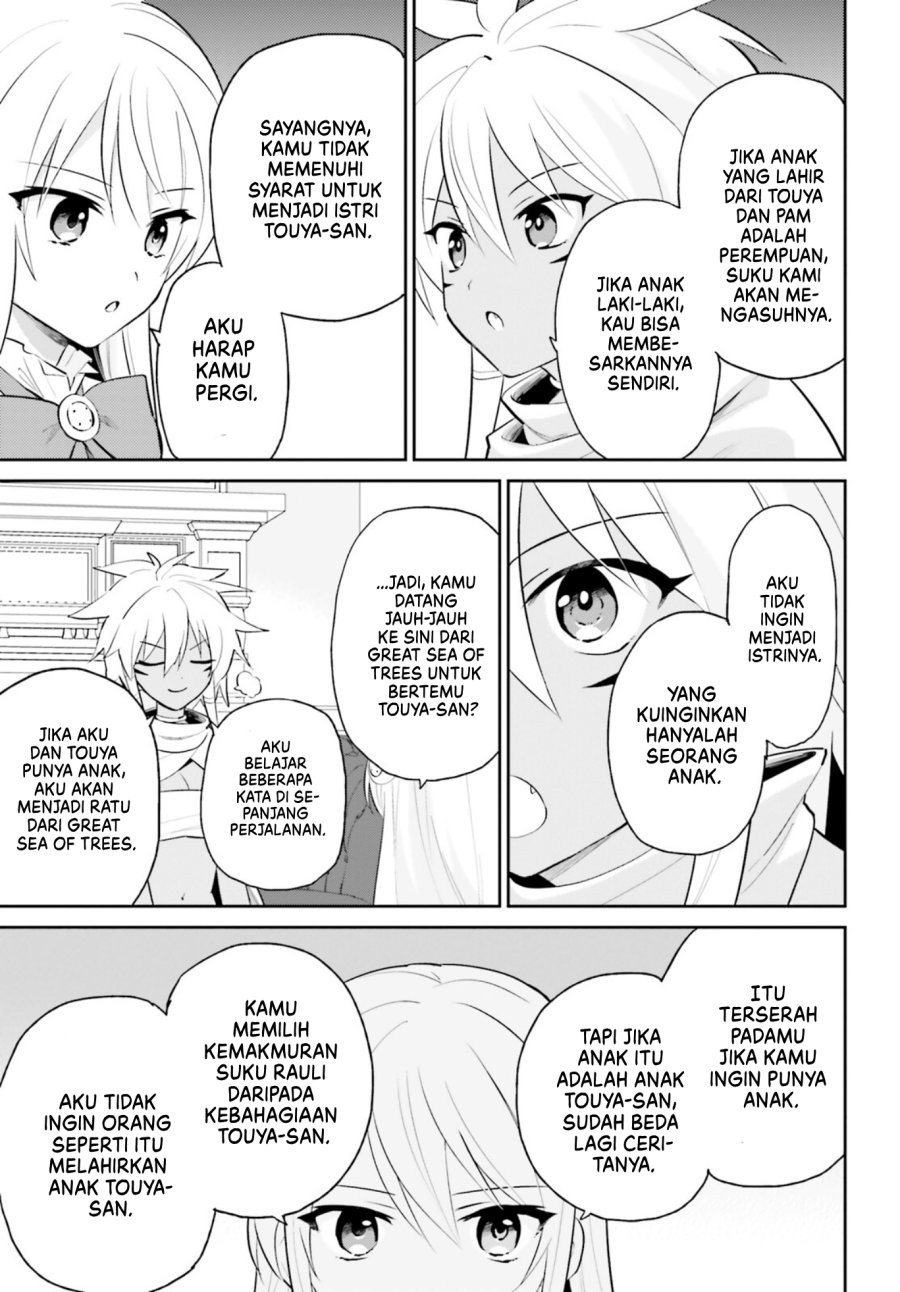 JIKA ANAK
YANG LAHIR
DARI TOUYA
DAN PAM
ADALAH
PEREMPUAN,
SUKU KAMI
AKAN ME-
NGASUHNYA.
JIKA ANAK
LAKI-LAKI,
KAU BISA
MEMBE-
SARKANNYA
SENDIRI.
SAYANGNYA,
KAMU TIDAK
MEMENUHI
SYARAT UNTUK
MENJADI ISTRI
TOUYA-SAN.
AKU
HARAP
KAMU
PERGI.
AKU
TIDAK
INGIN
MENJADI
ISTRINYA.
YANG
KUINGINKAN
HANYALAH
SEORANG
ANAK.
...JADI, KAMU
DATANG
JAUH-JAUH
KE SINI DARI
GREAT SEA OF
TREES UNTUK
BERTEMU
TOUYA-SAN?
AKU
BELAJAR
BEBERAPA
KATA DI SE-
PANJANG
PERJALANAN.
JIKA AKU
DAN TOUYA
PUNYA ANAK,
AKU AKAN
MENJADI RATU
DARI GREAT
SEA OF TREES.
ITU
TERSERAH
PADAMU
JIKA KAMU
INGIN PUNYA
ANAK.
TAPI JIKA
ANAK ITU
ADALAH ANAK
TOUYA-SAN,
SUDAH BEDA
LAGI CERI-
TANYA.
KAMU
MEMILIH
KEMAKMURAN
SUKU RAULI
DARIPADA
KEBAHAGIAAN
TOUYA-SAN.
AKU TIDAK
INGIN ORANG
SEPERTI ITU
MELAHIRKAN
ANAK TOUYA-
SAN.